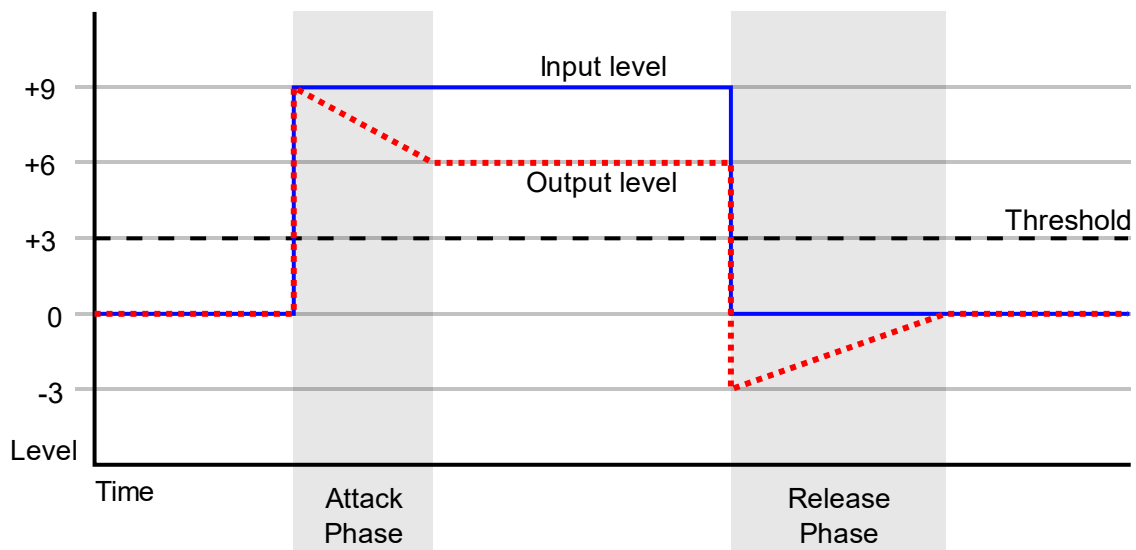 Input level
+9
+6
Output level
Threshold
+3
0
-3
Level
Time
Attack
Phase
Release
Phase